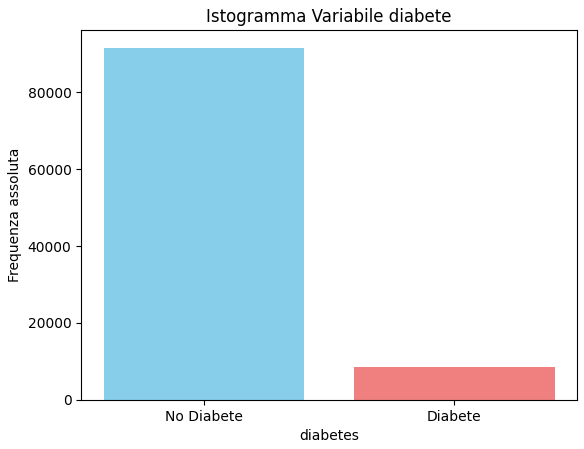 Istogramma Variabile diabete
Frequenza assoluta
80000
60000
40000
20000
0
No Diabete
Diabete
diabetes